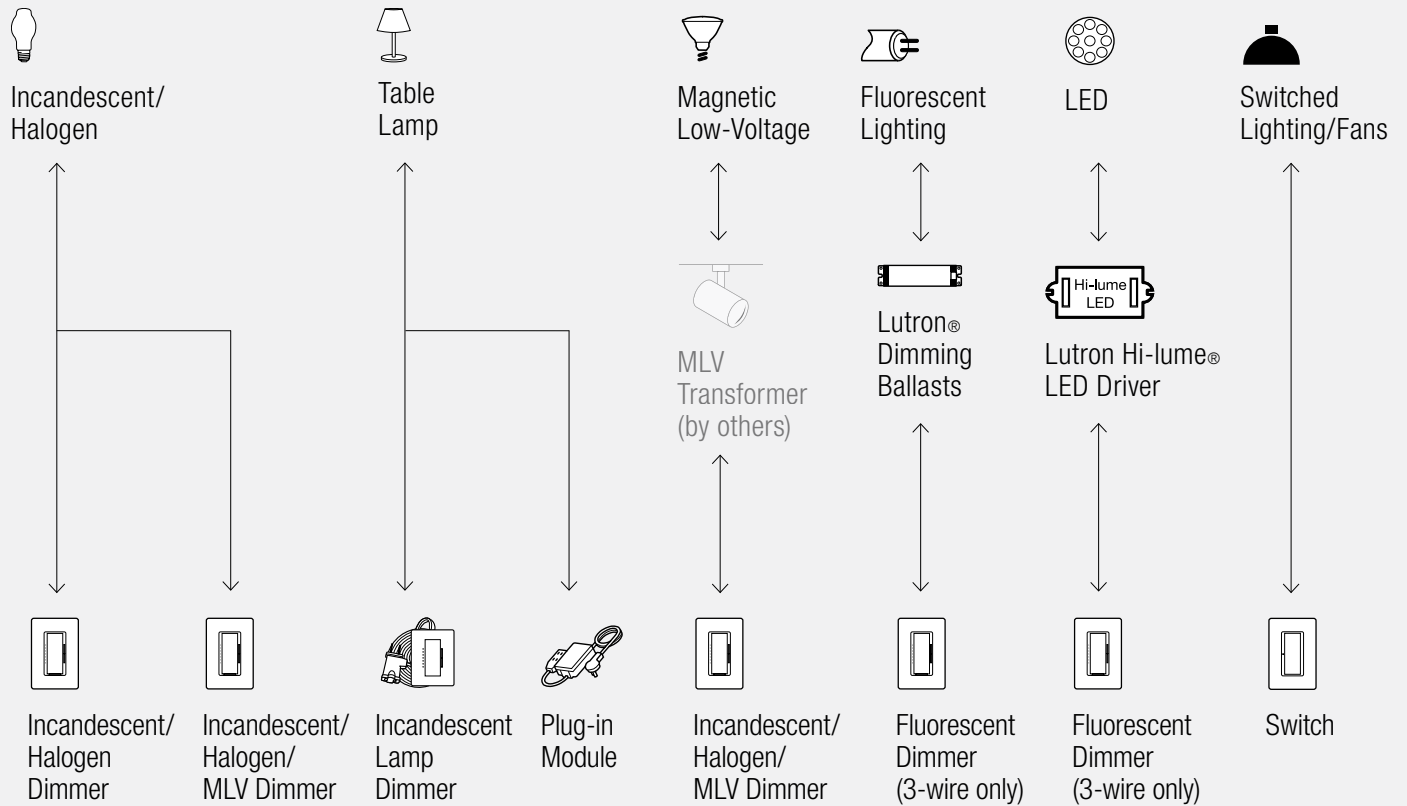 Incandescent/
Halogen
Table
Lamp
Magnetic
Low-Voltage
Fluorescent
Lighting
LED
Switched
Lighting/Fans
MLV
Transformer
(by others)
Lutron®
Dimming
Ballasts
Hi-lume
LED
Lutron Hi-lume®
LED Driver
Incandescent/
Halogen
Dimmer
Incandescent/
Halogen/
MLV Dimmer
Incandescent
Lamp
Dimmer
Plug-in
Module
Incandescent/
Halogen/
MLV Dimmer
Fluorescent
Dimmer
(3-wire only)
Fluorescent
Dimmer
(3-wire only)
Switch